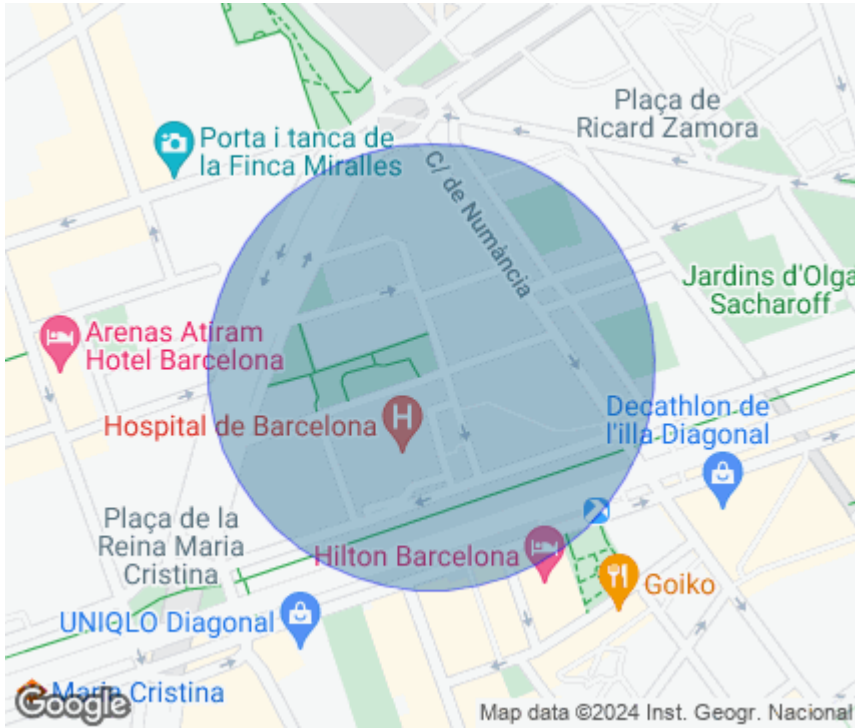 Plaça de
Ricard Zamora
Porta i tanca de
la Finca Miralles
C/ de Numància
Jardins d'Olga
Sacharoff
Arenas Atiram
Hotel Barcelona
Decathlon de
l'illa Diagonal
Hospital de Barcelona
H
Plaça de la
Reina Maria
Cristina
Hilton Barcelona
Goiko
UNIQLO Diagonal
Maria Cristina
Google
Map data ©2024 Inst. Geogr. Nacional